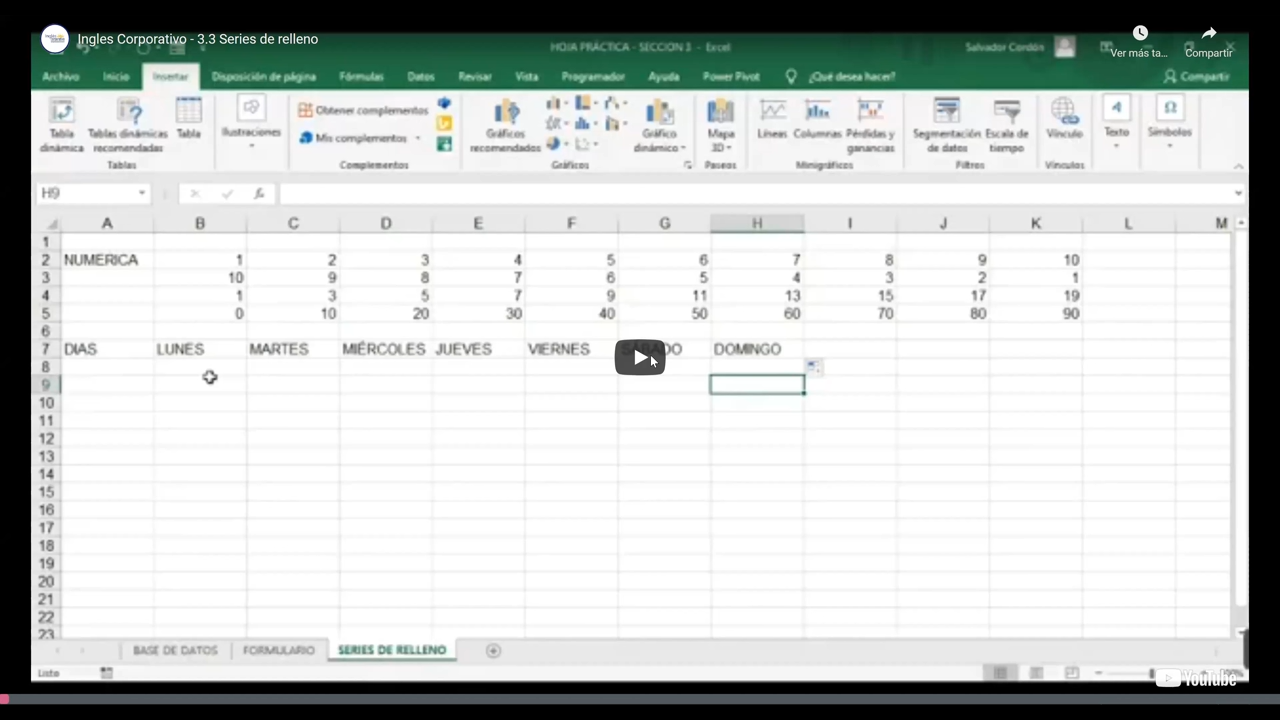 Ingles Corporativo - 3.3 Series de relleno
Ver más ta...
Compartir
HOJA PRÁCTICA - SECCION 3 - Excel
Salvador Cordón
Archivo Inicio Insertar Disposición de página Fórmulas Datos Revisar Vista Programador Ayuda Power Pivot ¿Qué desea hacer? Compartir
Tabla dinámica
Tablas dinámicas recomendadas
Tabla
Ilustraciones
Obtener complementos
Mis complementos
Gráficos recomendados
Gráfico dinámico
Mapa 3D
Líneas
Columnas
Pérdidas y ganancias
Segmentación de datos
Escala de tiempo
Vínculo
Texto
Símbolos
Tablas Complementos Gráficos Paseos Minigráficos Filtros Vínculos
H9 fx
A B C D E F G H I J K L M
1
2 NUMERICA 1 2 3 4 5 6 7 8 9 10
3 10 9 8 7 6 5 4 3 2 1
4 1 3 5 7 9 11 13 15 17 19
5 0 10 20 30 40 50 60 70 80 90
6
7 DIAS LUNES MARTES MIÉRCOLES JUEVES VIERNES SÁBADO DOMINGO
8
9
10
11
12
13
14
15
16
17
18
19
20
21
22
23
BASE DE DATOS FORMULARIO SERIES DE RELLENO
Listo
YouTube